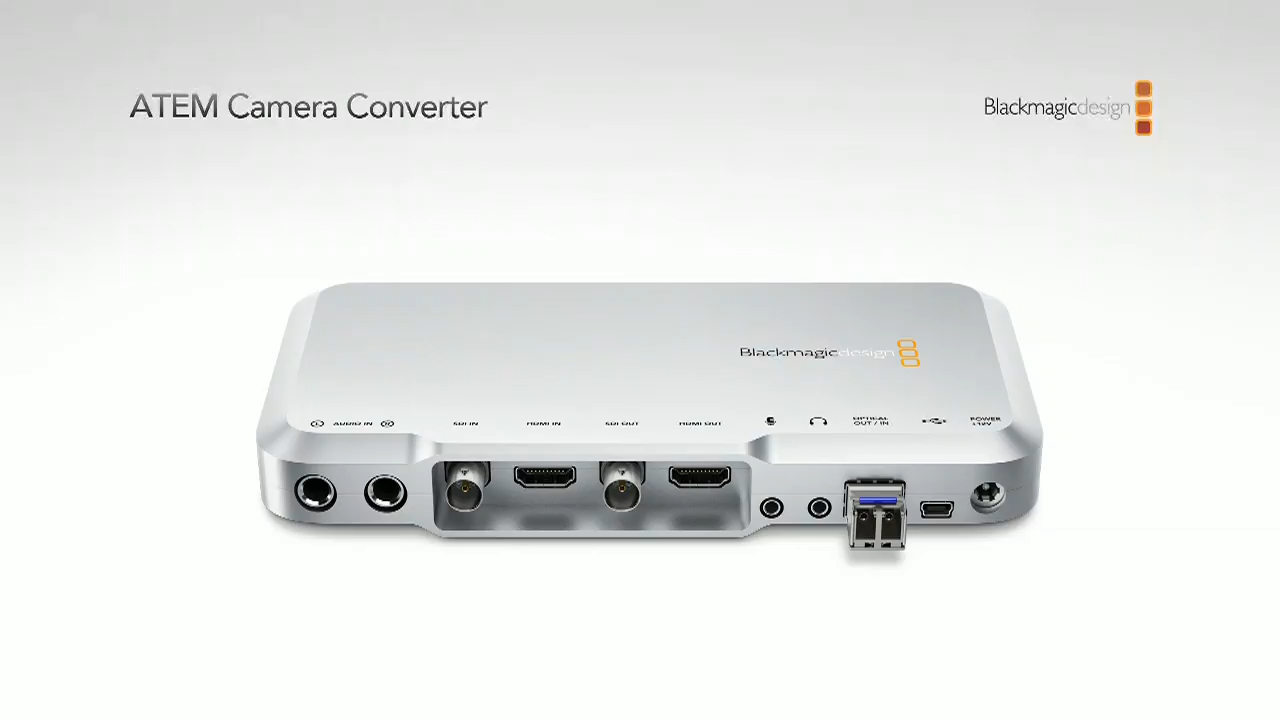 ATEM Camera Converter
Blackmagicdesign
Blackmagicdesign
L AUDIO IN R
SDI IN
HDMI IN
SDI OUT
HDMI OUT
OPTICAL
OUT / IN
POWER
+12V